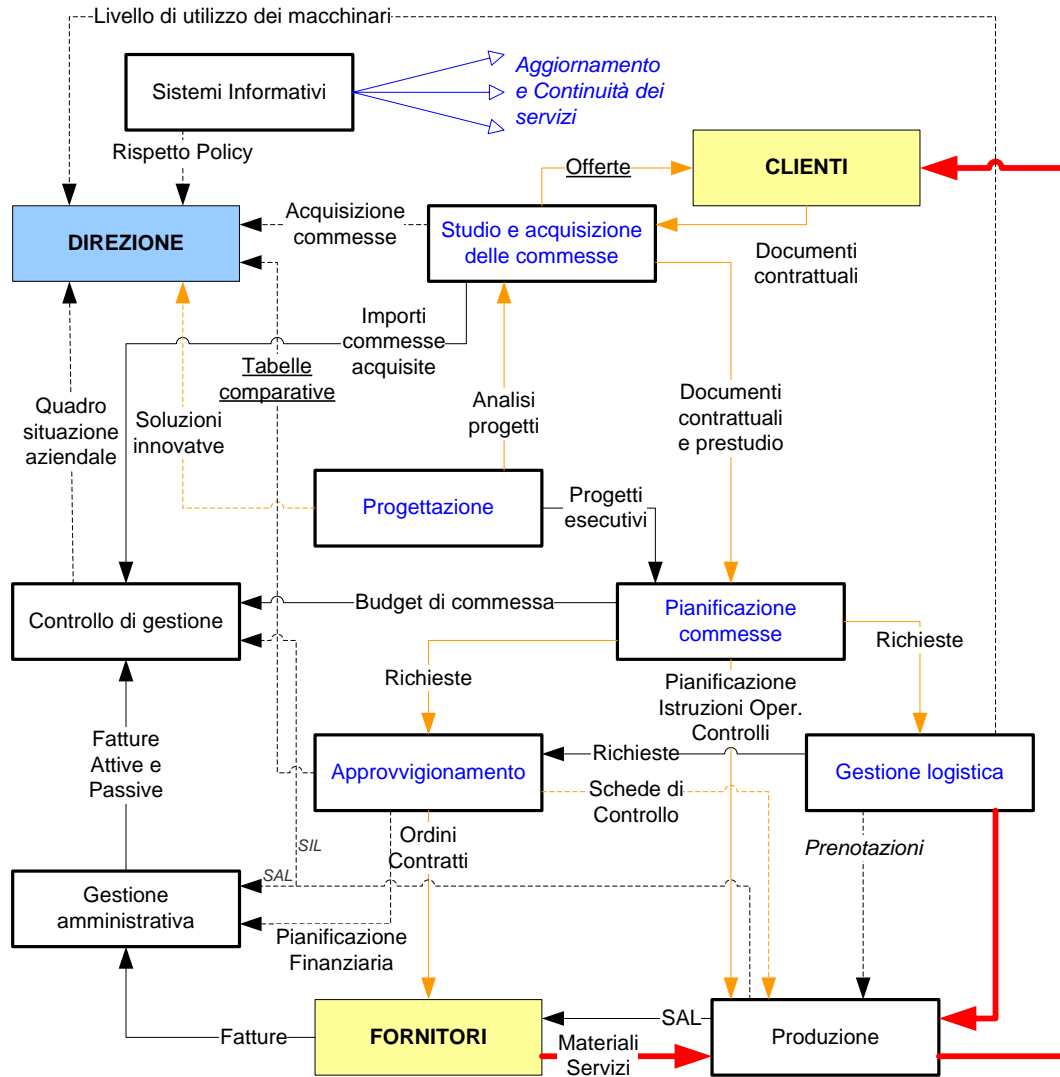 Livello di utilizzo dei macchinari
Sistemi Informativi
Aggiornamento
e Continuità dei
servizi
Rispetto Policy
Offerte
CLIENTI
DIREZIONE
Acquisizione
commesse
Studio e acquisizione
delle commesse
Documenti
contrattuali
Importi
commesse
acquisite
Tabelle
comparative
Quadro
situazione
aziendale
Soluzioni
innovatve
Analisi
progetti
Documenti
contrattuali
e prestudio
Progettazione
Progetti
esecutivi
Controllo di gestione
Budget di commessa
Pianificazione
commesse
Richieste
Richieste
Pianificazione
Istruzioni Oper.
Controlli
Fatture
Attive e
Passive
Approvvigionamento
Richieste
Gestione logistica
Schede di
Controllo
Ordini
Contratti
SIL
Prenotazioni
SAL
Gestione
amministrativa
Pianificazione
Finanziaria
Fatture
FORNITORI
SAL
Materiali
Servizi
Produzione